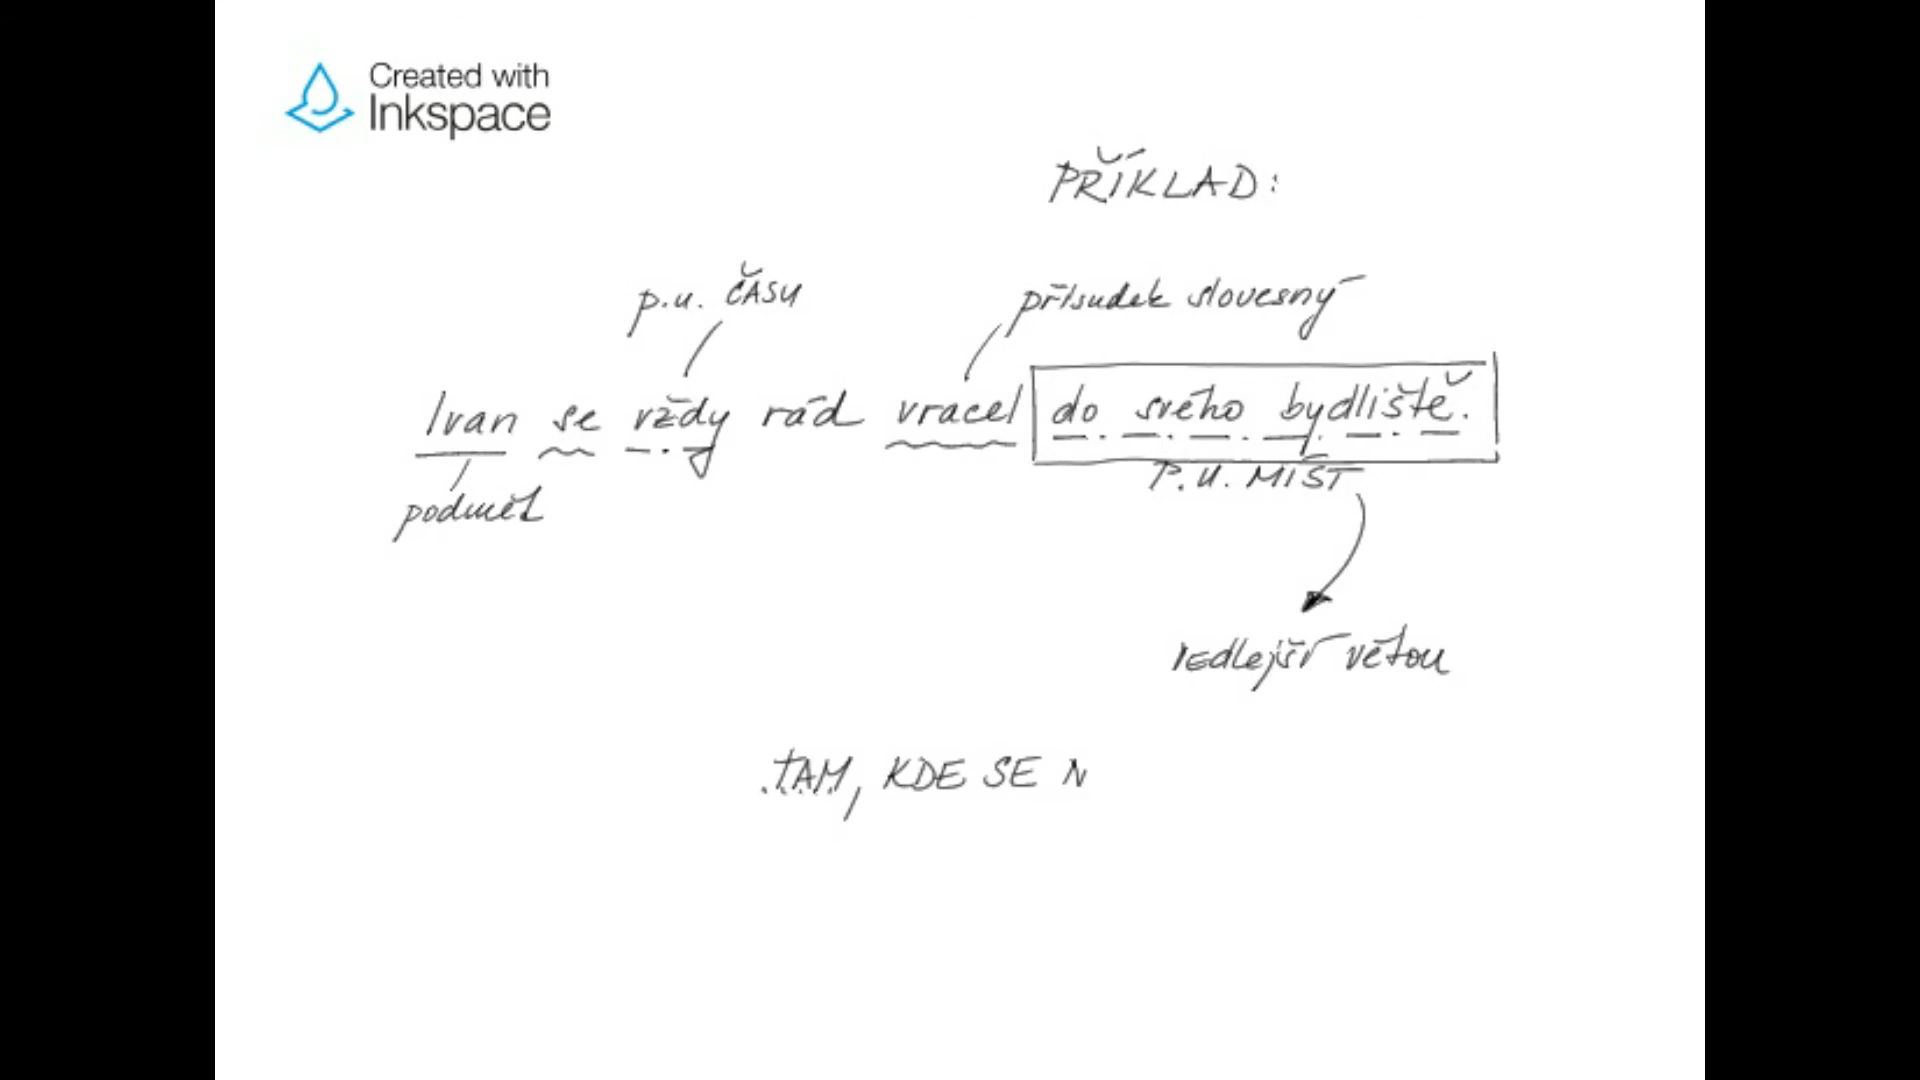 Created with
Inkspace
PŘÍKLAD:
p.u. ČASU
přísudek slovesný
Ivan se vždy rád vracel do svého bydliště.
podmět
P.U. MÍST
vedlejší větou
TAM, KDE SE N